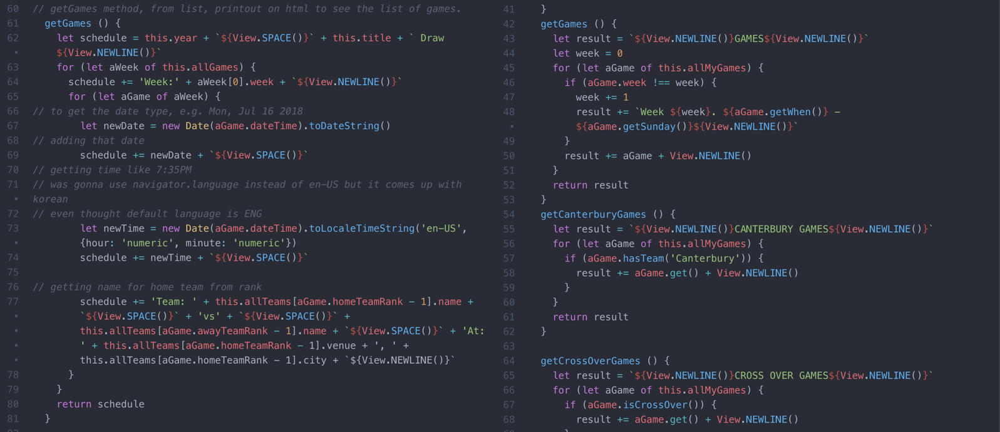 60 // getGames method, from list, printout on html to see the list of games.
61 getGames () {
62 let schedule = this.year + `${View.SPACE()}` + this.title + ` Draw
• ${View.NEWLINE()}`
63 for (let aWeek of this.allGames) {
64 schedule += 'Week:' + aWeek[0].week + `${View.NEWLINE()}`
65 for (let aGame of aWeek) {
66 // to get the date type, e.g. Mon, Jul 16 2018
67 let newDate = new Date(aGame.dateTime).toDateString()
68 // adding that date
69 schedule += newDate + `${View.SPACE()}`
70 // getting time like 7:35PM
71 // was gonna use navigator.language instead of en-US but it comes up with
• korean
72 // even thought default language is ENG
73 let newTime = new Date(aGame.dateTime).toLocaleTimeString('en-US',
• {hour: 'numeric', minute: 'numeric'})
74 schedule += newTime + `${View.SPACE()}`
75
76 // getting name for home team from rank
77 schedule += 'Team: ' + this.allTeams[aGame.homeTeamRank - 1].name +
• `${View.SPACE()}` + 'vs' + `${View.SPACE()}` +
• this.allTeams[aGame.awayTeamRank - 1].name + `${View.SPACE()}` + 'At:
• ' + this.allTeams[aGame.homeTeamRank - 1].venue + ', ' +
• this.allTeams[aGame.homeTeamRank - 1].city + `${View.NEWLINE()}`
78 }
79 }
80 return schedule
81 }
41 }
42 getGames () {
43 let result = `${View.NEWLINE()}GAMES${View.NEWLINE()}`
44 let week = 0
45 for (let aGame of this.allMyGames) {
46 if (aGame.week !== week) {
47 week += 1
48 result += `Week ${week}. ${aGame.getWhen()} -
• ${aGame.getSunday()}${View.NEWLINE()}`
49 }
50 result += aGame + View.NEWLINE()
51 }
52 return result
53 }
54 getCanterburyGames () {
55 let result = `${View.NEWLINE()}CANTERBURY GAMES${View.NEWLINE()}`
56 for (let aGame of this.allMyGames) {
57 if (aGame.hasTeam('Canterbury')) {
58 result += aGame.get() + View.NEWLINE()
59 }
60 }
61 return result
62 }
63
64 getCrossOverGames () {
65 let result = `${View.NEWLINE()}CROSS OVER GAMES${View.NEWLINE()}`
66 for (let aGame of this.allMyGames) {
67 if (aGame.isCrossOver()) {
68 result += aGame.get() + View.NEWLINE()